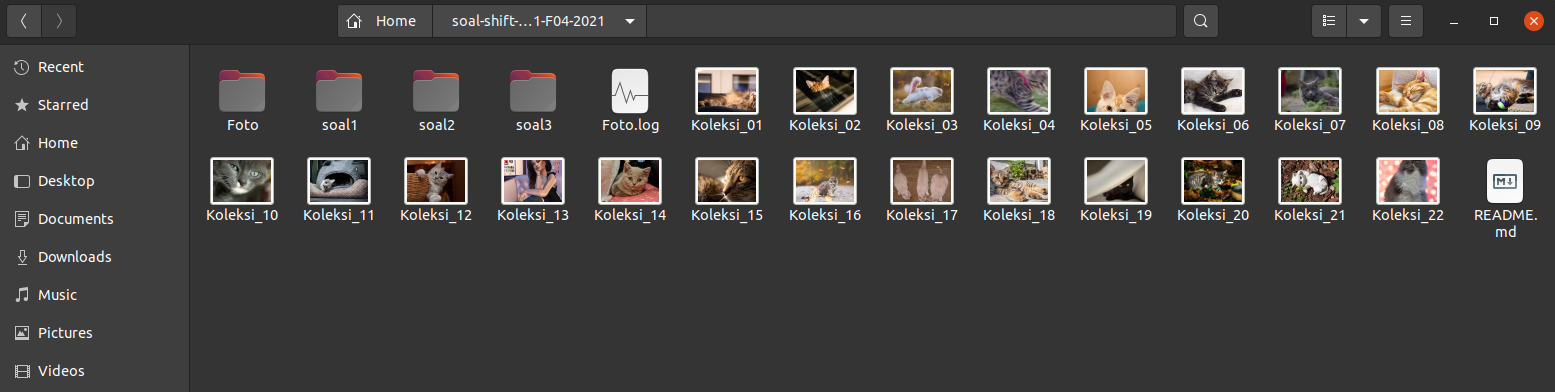 Home
soal-shift-...1-F04-2021
Recent
Starred
Home
Desktop
Documents
Downloads
Music
Pictures
Videos
Foto
soal1
soal2
soal3
Foto.log
Koleksi_01
Koleksi_02
Koleksi_03
Koleksi_04
Koleksi_05
Koleksi_06
Koleksi_07
Koleksi_08
Koleksi_09
Koleksi_10
Koleksi_11
Koleksi_12
Koleksi_13
Koleksi_14
Koleksi_15
Koleksi_16
Koleksi_17
Koleksi_18
Koleksi_19
Koleksi_20
Koleksi_21
Koleksi_22
README.
md